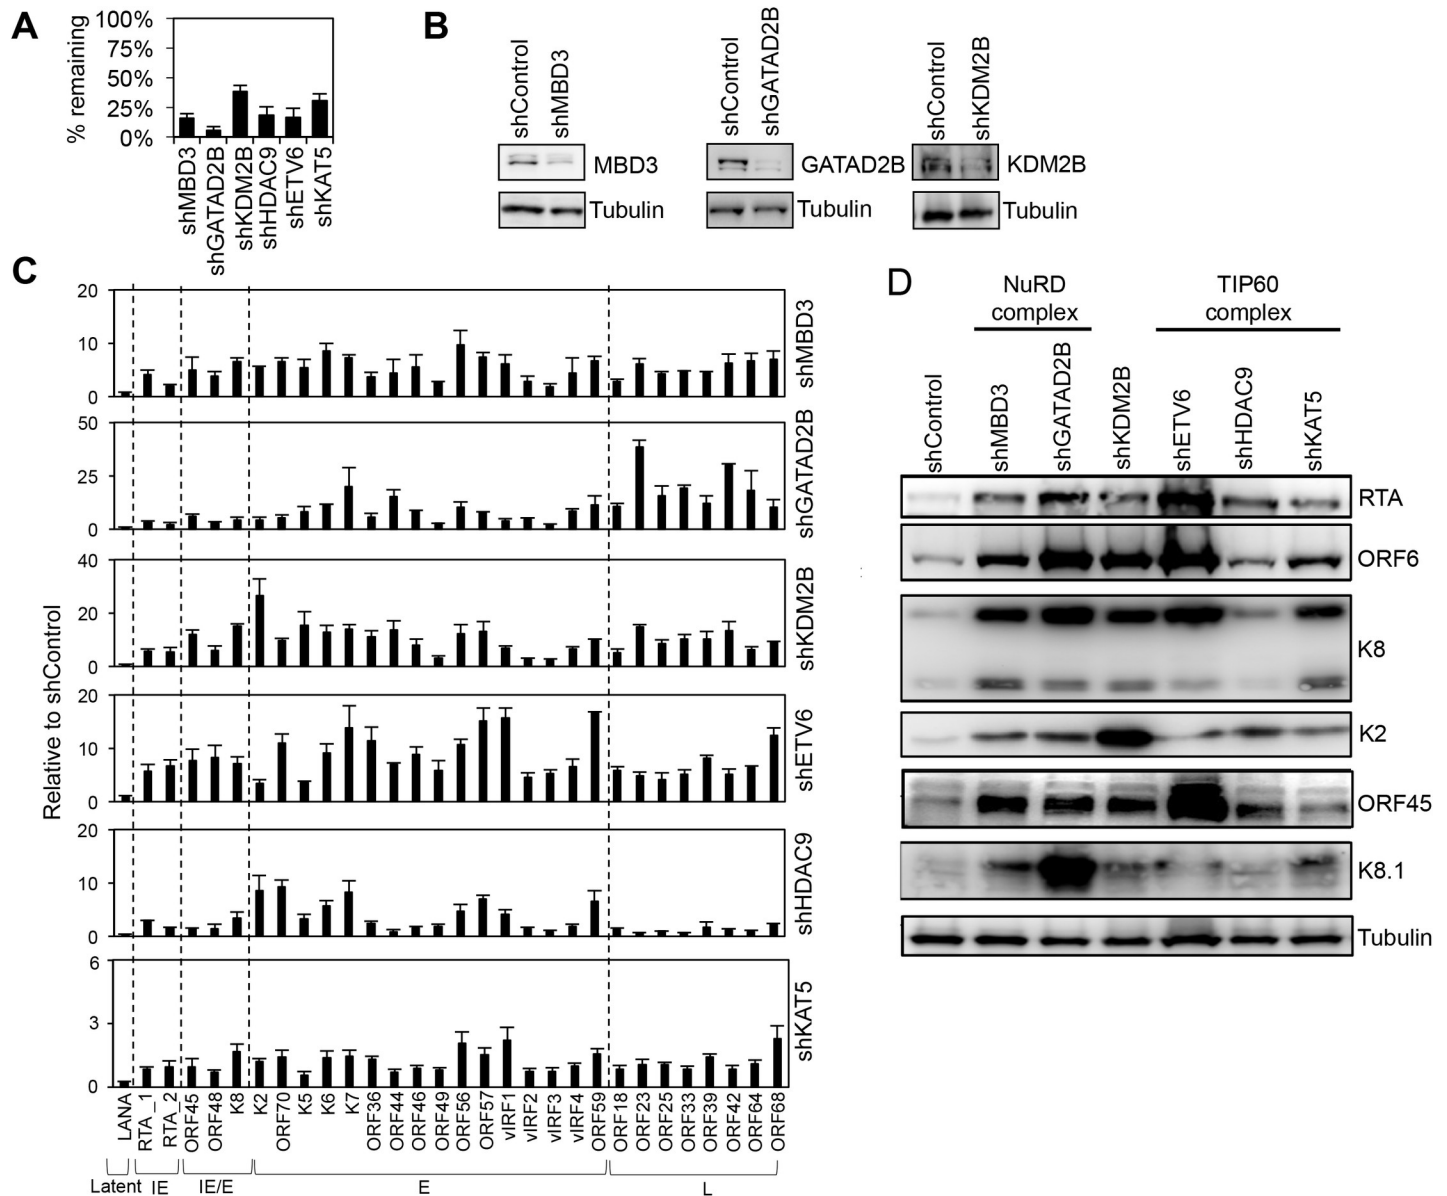 A
% remaining
100%
75%
50%
25%
0%
shMBD3
shGATAD2B
shKDM2B
shHDAC9
shETV6
shKAT5
B
shControl
shMBD3
MBD3
Tubulin
shControl
shGATAD2B
GATAD2B
Tubulin
shControl
shKDM2B
KDM2B
Tubulin
C
Relative to shControl
20
10
0
shMBD3
50
25
0
shGATAD2B
40
20
0
shKDM2B
20
10
0
shETV6
20
10
0
shHDAC9
6
3
0
shKAT5
LANA
RTA_1
RTA_2
ORF45
ORF48
K8
K2
ORF70
K5
K6
K7
ORF36
ORF44
ORF46
ORF49
ORF56
ORF57
vIRF1
vIRF2
vIRF3
vIRF4
ORF59
ORF18
ORF23
ORF25
ORF33
ORF39
ORF42
ORF64
ORF68
Latent
IE
IE/E
E
L
D
NuRD
complex
TIP60
complex
shControl
shMBD3
shGATAD2B
shKDM2B
shETV6
shHDAC9
shKAT5
RTA
ORF6
K8
K2
ORF45
K8.1
Tubulin